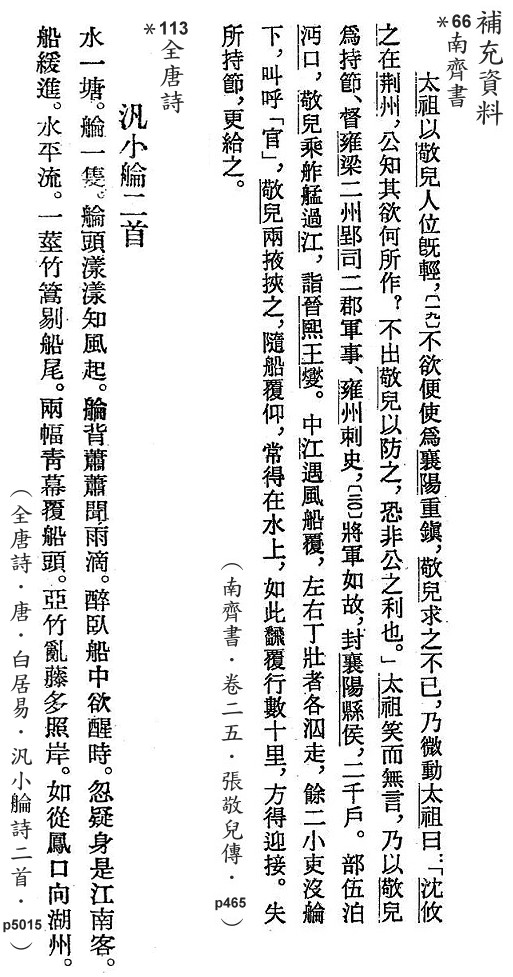 補充資料
*66南齊書
太祖以敬兒人位既輕,〔一九〕不欲便使爲襄陽重鎮,敬兒求之不已,乃微動太祖曰:「沈攸
之在荆州,公知其欲何所作?不出敬兒以防之,恐非公之利也。」太祖笑而無言,乃以敬兒
爲持節、督雍梁二州郢司二郡軍事、雍州刺史,〔二〇〕將軍如故,封襄陽縣侯,二千戶。部伍泊
沔口,敬兒乘舴艋過江,詣晉熙王燮。中江遇風船覆,左右丁壯者各泅走,餘二小吏沒䑳
下,叫呼「官」,敬兒兩掖挾之,隨船覆仰,常得在水上,如此飜覆行數十里,方得迎接。失
所持節,更給之。
(南齊書.卷二五.張敬兒傳.p465)
*113全唐詩
汎小䑳二首
水一塘。䑳一隻。䑳頭漾漾知風起。䑳背蕭蕭聞雨滴。醉臥船中欲醒時。忽疑身是江南客。
船緩進。水平流。一莖竹篙剔船尾。兩幅青幕覆船頭。亞竹亂藤多照岸。如從鳳口向湖州。
(全唐詩.唐.白居易.汎小䑳詩二首.p5015)